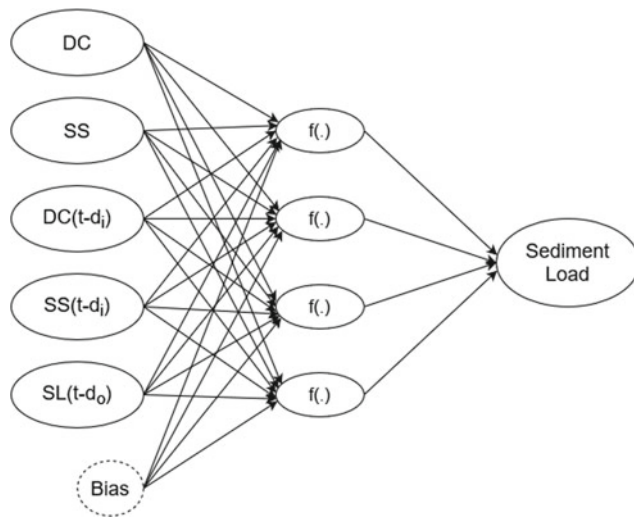 DC
SS
DC(t-dᵢ)
SS(t-dᵢ)
SL(t-dₒ)
Bias
f(.)
f(.)
f(.)
f(.)
Sediment
Load